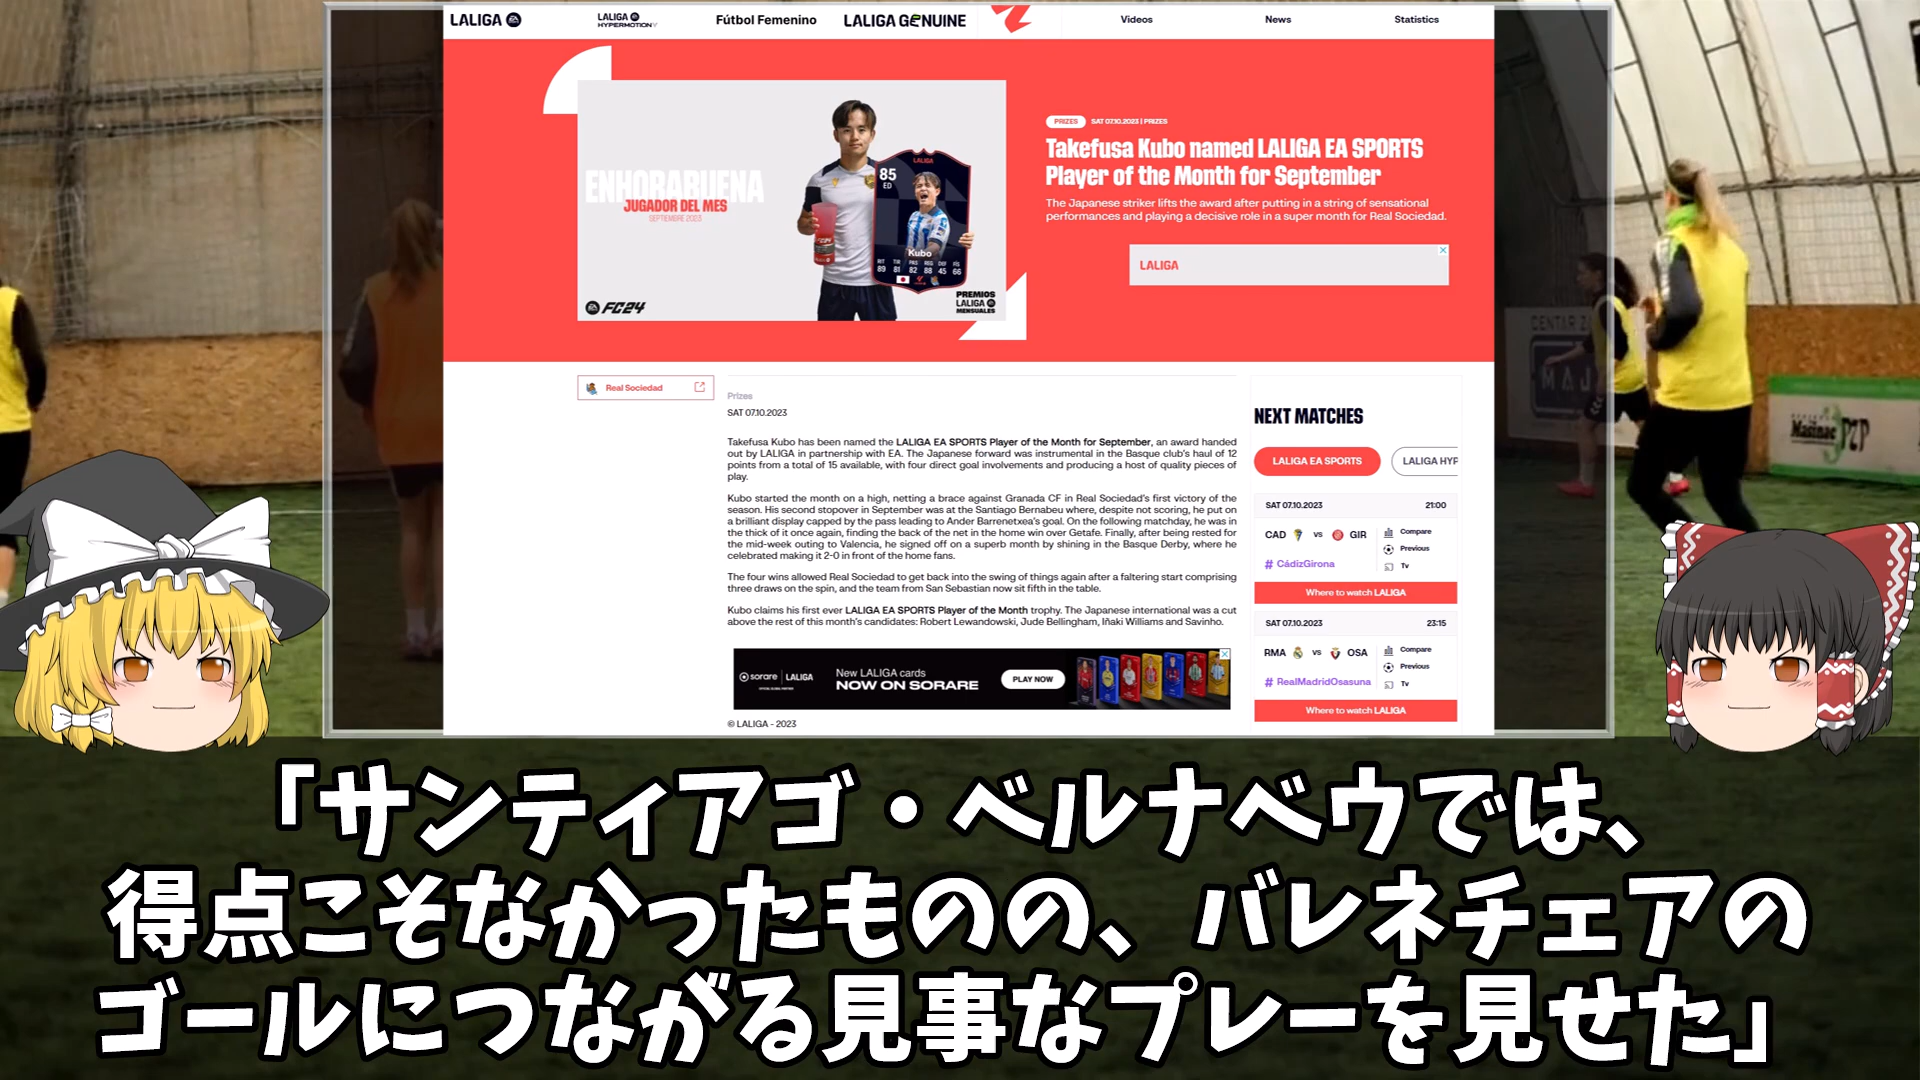 LALIGA
LALIGA HYPERMOTION
Fútbol Femenino
LALIGA GENUINE
Videos
News
Statistics
ENHORABUENA
JUGADOR DEL MES
SEPTIEMBRE 2023
LALIGA
85
ED
Kubo
RIT TIR PAS REG DEF FÍS
89 81 82 88 45 66
FC24
PREMIOS
LALIGA
MENSUALES
PRIZES SAT 07.10.2023 | PRIZES
Takefusa Kubo named LALIGA EA SPORTS
Player of the Month for September
The Japanese striker lifts the award after putting in a string of sensational
performances and playing a decisive role in a super month for Real Sociedad.
LALIGA
Real Sociedad
Prizes
SAT 07.10.2023
Takefusa Kubo has been named the LALIGA EA SPORTS Player of the Month for September, an award handed
out by LALIGA in partnership with EA. The Japanese forward was instrumental in the Basque club's haul of 12
points from a total of 15 available, with four direct goal involvements and producing a host of quality pieces of
play.
Kubo started the month on a high, netting a brace against Granada CF in Real Sociedad's first victory of the
season. His second stopover in September was at the Santiago Bernabeu where, despite not scoring, he put on
a brilliant display capped by the pass leading to Ander Barrenetxea's goal. On the following matchday, he was in
the thick of it once again, finding the back of the net in the home win over Getafe. Finally, after being rested for
the mid-week outing to Valencia, he signed off on a superb month by shining in the Basque Derby, where he
celebrated making it 2-0 in front of the home fans.
The four wins allowed Real Sociedad to get back into the swing of things again after a faltering start comprising
three draws on the spin, and the team from San Sebastian now sit fifth in the table.
Kubo claims his first ever LALIGA EA SPORTS Player of the Month trophy. The Japanese international was a cut
above the rest of this month's candidates: Robert Lewandowski, Jude Bellingham, Iñaki Williams and Savinho.
sorare LALIGA
New LALIGA cards
NOW ON SORARE
PLAY NOW
© LALIGA - 2023
NEXT MATCHES
LALIGA EA SPORTS
LALIGA HYP
SAT 07.10.2023 21:00
CAD vs GIR
Compare
Previous
Tv
# CádizGirona
Where to watch LALIGA
SAT 07.10.2023 23:15
RMA vs OSA
Compare
Previous
Tv
# RealMadridOsasuna
Where to watch LALIGA
「サンティアゴ・ベルナベウでは、
得点こそなかったものの、バレネチェアの
ゴールにつながる見事なプレーを見せた」